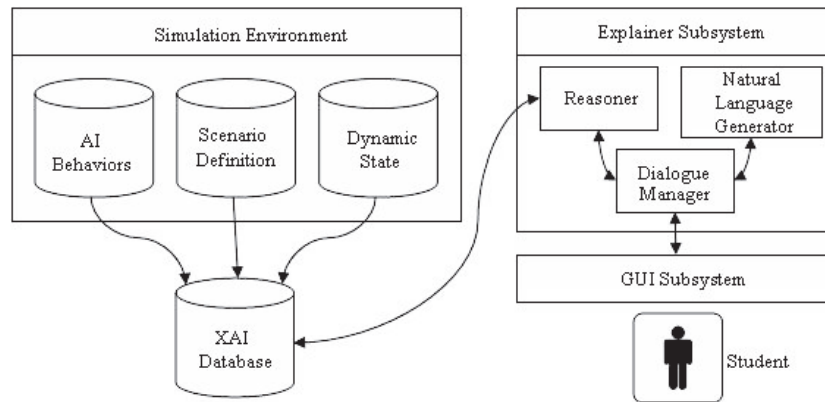 Simulation Environment
AI
Behaviors
Scenario
Definition
Dynamic
State
XAI
Database
Explainer Subsystem
Reasoner
Natural
Language
Generator
Dialogue
Manager
GUI Subsystem
Student